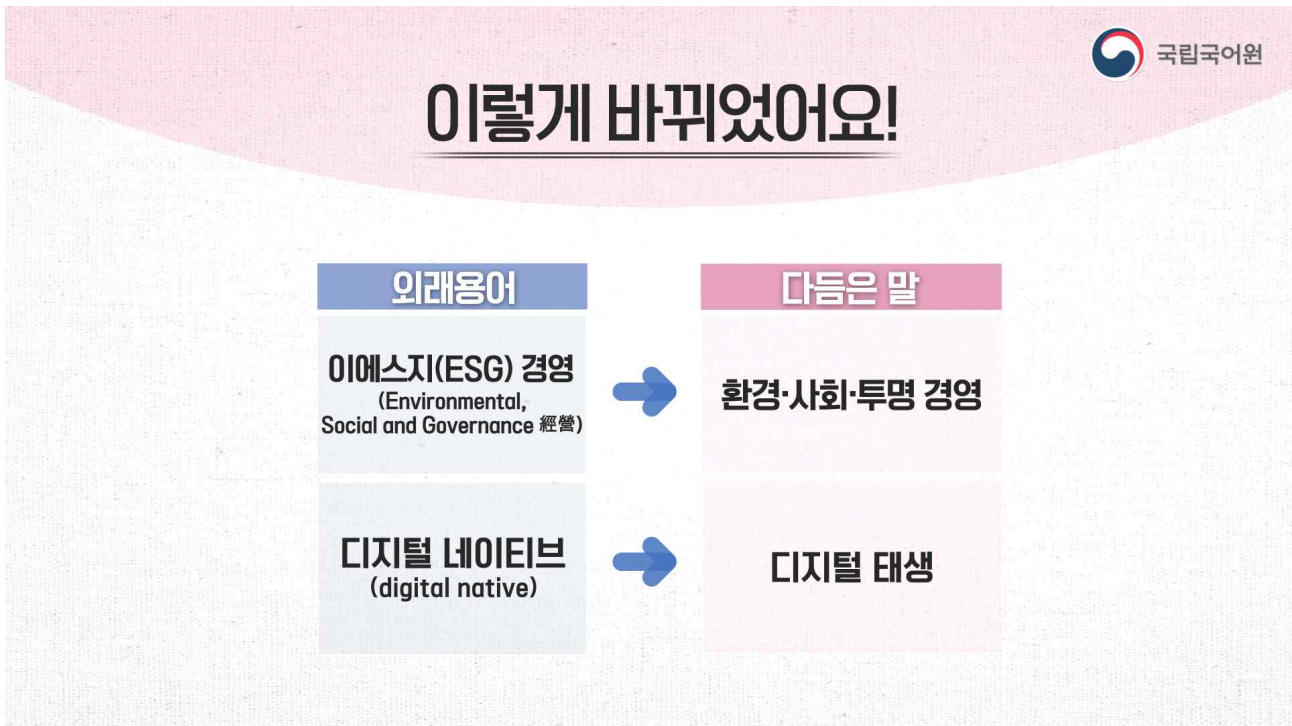 국립국어원
이렇게 바뀌었어요!
외래용어
다듬은 말
이에스지(ESG) 경영
(Environmental,
Social and Governance 經營)
환경·사회·투명 경영
디지털 네이티브
(digital native)
디지털 태생